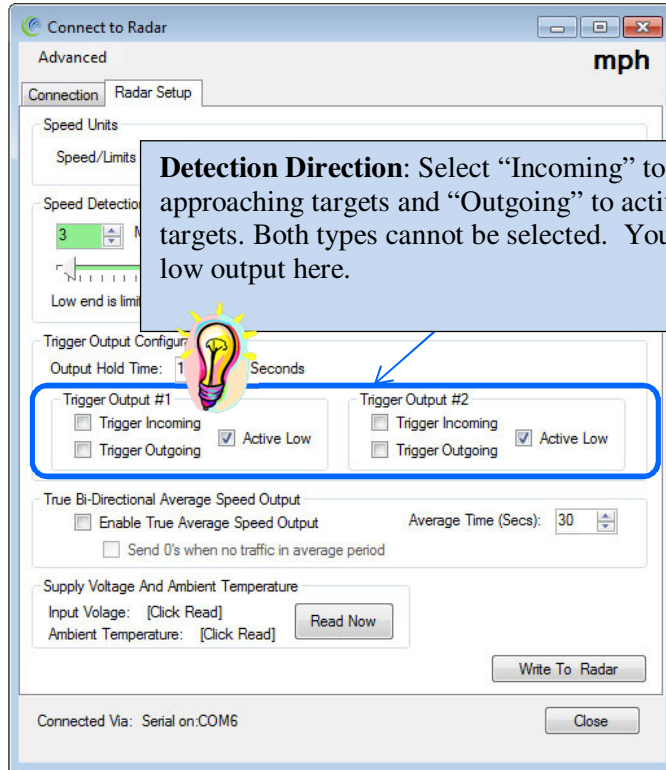 Connect to Radar
Advanced
mph
Connection Radar Setup
Speed Units
Speed/Limits
Detection Direction: Select “Incoming” to
approaching targets and “Outgoing” to
targets. Both types cannot be selected. You
low output here.
Speed Detection
3
Low end is
Trigger Output
Output Hold Time: 1 Seconds
Trigger Output #1
Trigger Incoming
Trigger Outgoing
Active Low
Trigger Output #2
Trigger Incoming
Trigger Outgoing
Active Low
True Bi-Directional Average Speed Output
Enable True Average Speed Output Average Time (Secs): 30
Send 0's when no traffic in average period
Supply Voltage And Ambient Temperature
Input Volage: [Click Read]
Ambient Temperature: [Click Read]
Read Now
Write To Radar
Connected Via: Serial on:COM6
Close